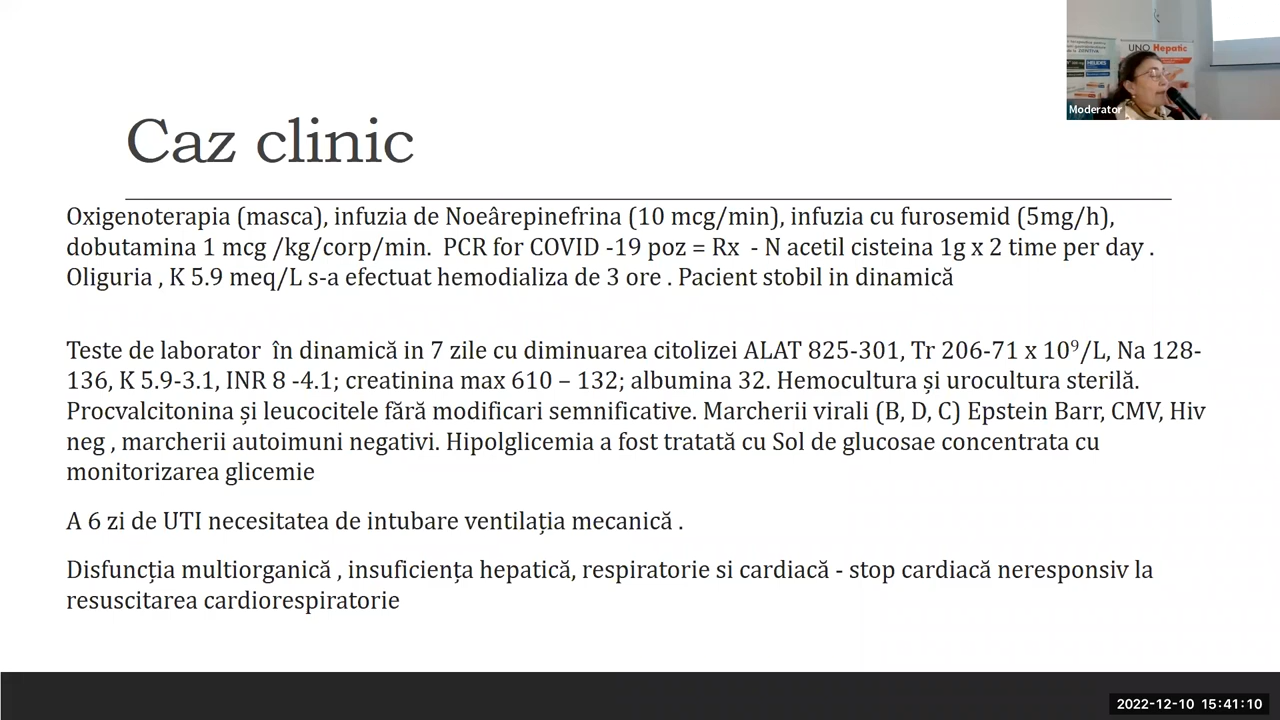 UNO Hepatic
Moderator
Caz clinic
Oxigenoterapia (masca), infuzia de Noeârepinefrina (10 mcg/min), infuzia cu furosemid (5mg/h),
dobutamina 1 mcg /kg/corp/min.  PCR for COVID -19 poz = Rx  - N acetil cisteina 1g x 2 time per day .
Oliguria , K 5.9 meq/L s-a efectuat hemodializa de 3 ore . Pacient stobil in dinamică
Teste de laborator  în dinamică in 7 zile cu diminuarea citolizei ALAT 825-301, Tr 206-71 x 10⁹/L, Na 128-
136, K 5.9-3.1, INR 8 -4.1; creatinina max 610 – 132; albumina 32. Hemocultura și urocultura sterilă.
Procvalcitonina și leucocitele fără modificari semnificative. Marcherii virali (B, D, C) Epstein Barr, CMV, Hiv
neg , marcherii autoimuni negativi. Hipolglicemia a fost tratată cu Sol de glucosae concentrata cu
monitorizarea glicemie
A 6 zi de UTI necesitatea de intubare ventilația mecanică .
Disfuncția multiorganică , insuficiența hepatică, respiratorie si cardiacă - stop cardiacă neresponsiv la
resuscitarea cardiorespiratorie
2022-12-10 15:41:10